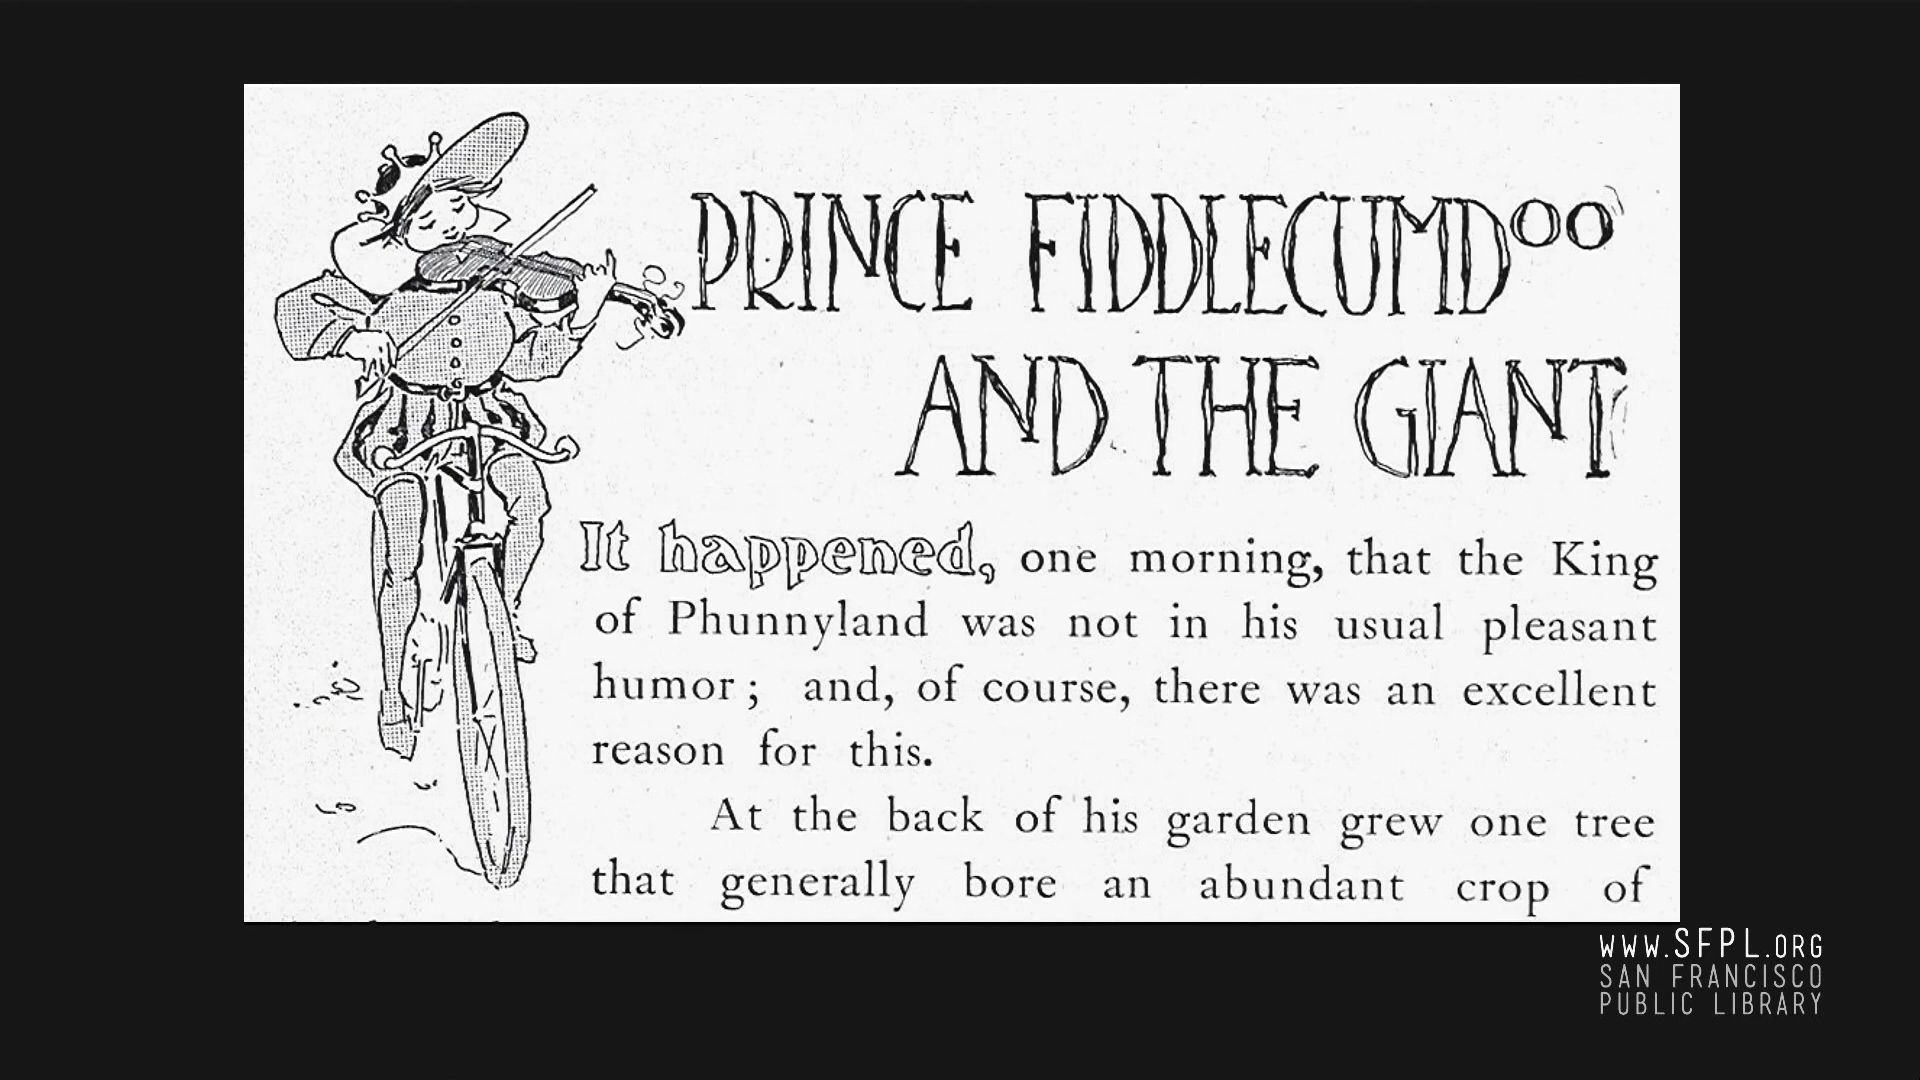 PRINCE FIDDLECUMDOO
AND THE GIANT
It happened, one morning, that the King
of Phunnyland was not in his usual pleasant
humor; and, of course, there was an excellent
reason for this.
At the back of his garden grew one tree
that generally bore an abundant crop of
WWW.SFPL.ORG
SAN FRANCISCO
PUBLIC LIBRARY